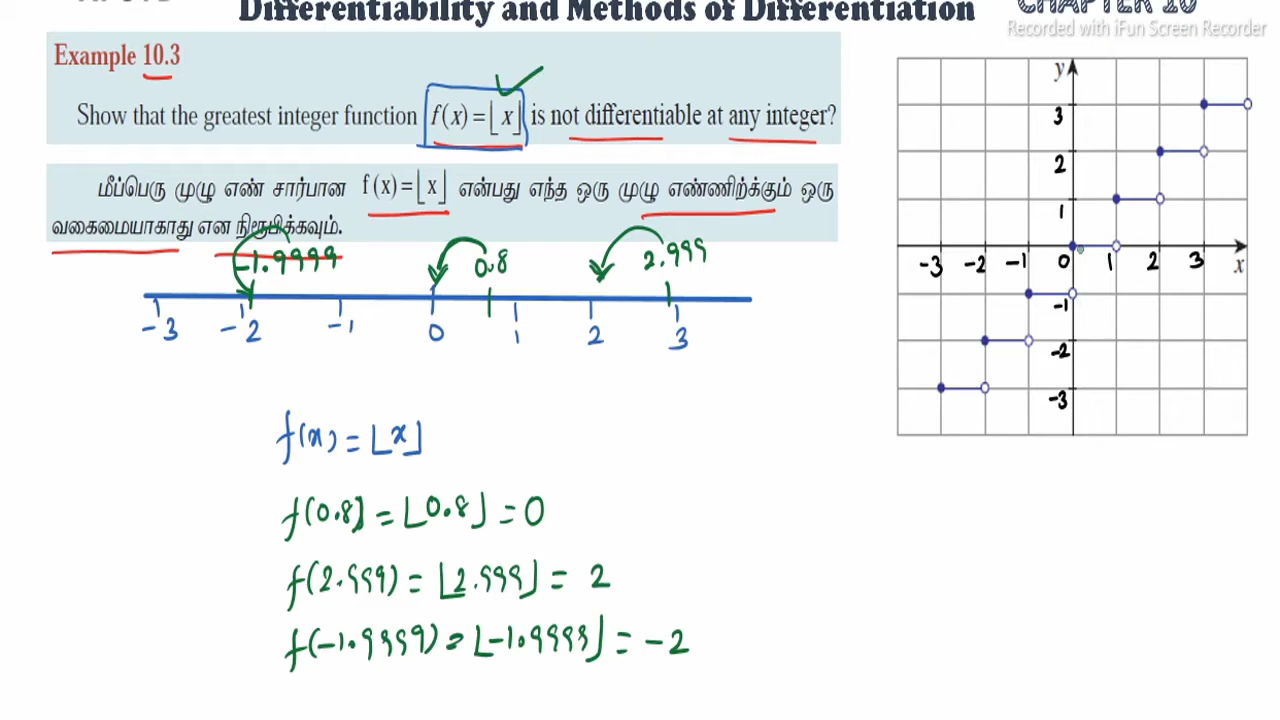 Differentiability and Methods of Differentiation
CHAPTER 10
Recorded with iFun Screen Recorder
Example 10.3
Show that the greatest integer function f(x) = ⌊x⌋ is not differentiable at any integer?
மீப்பெரு முழு எண் சார்பான f(x) = ⌊x⌋ என்பது எந்த ஒரு முழு எண்ணிற்க்கும் ஒரு
வகைமையாகாது என நிரூபிக்கவும்.
-1.9999 0.8 2.999
-3 -2 -1 0 1 2 3
f(x) = ⌊x⌋
f(0.8) = ⌊0.8⌋ = 0
f(2.999) = ⌊2.999⌋ = 2
f(-1.9999) = ⌊-1.9999⌋ = -2
y
3
2
1
-3 -2 -1 0 1 2 3 x
-1
-2
-3